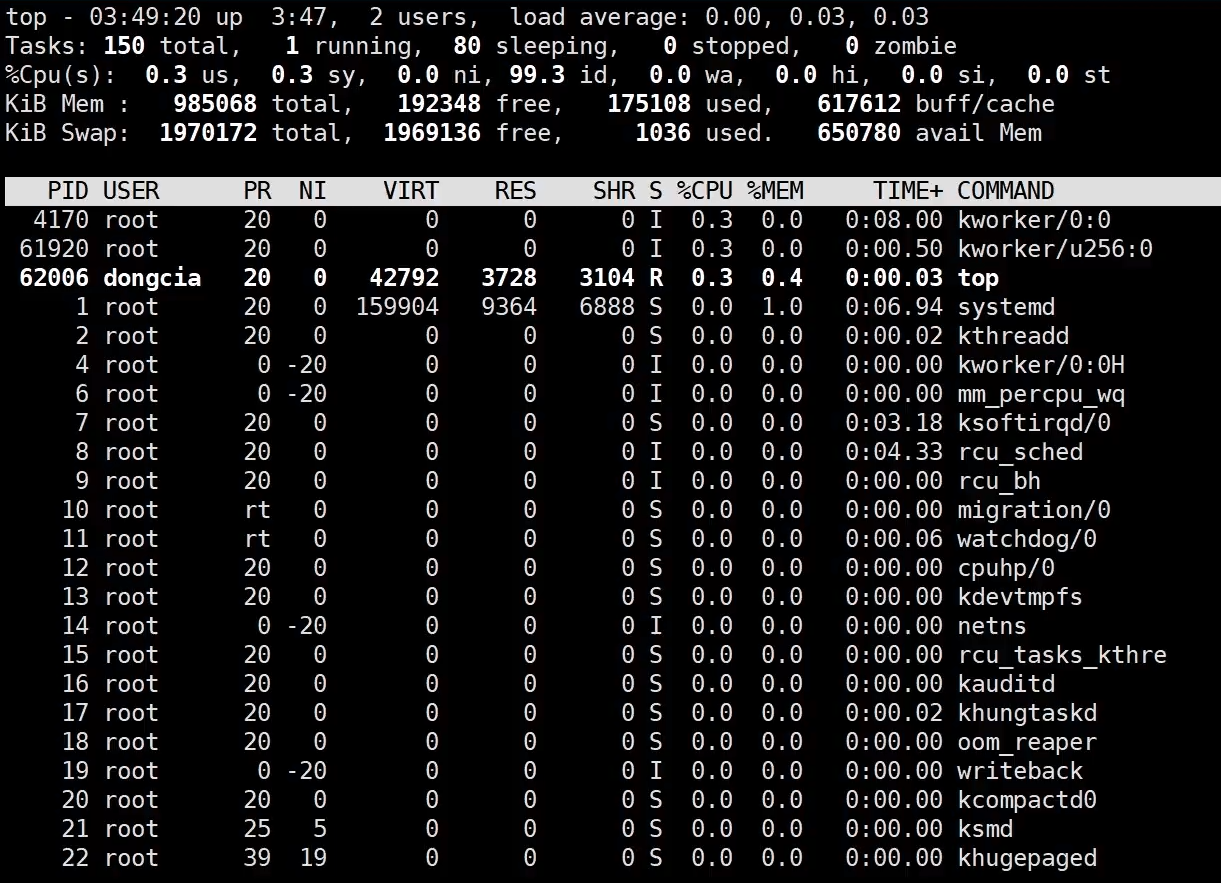 top - 03:49:20 up  3:47,  2 users,  load average: 0.00, 0.03, 0.03
Tasks: 150 total,   1 running,  80 sleeping,   0 stopped,   0 zombie
%Cpu(s):  0.3 us,  0.3 sy,  0.0 ni, 99.3 id,  0.0 wa,  0.0 hi,  0.0 si,  0.0 st
KiB Mem :   985068 total,   192348 free,   175108 used,   617612 buff/cache
KiB Swap:  1970172 total,  1969136 free,     1036 used.   650780 avail Mem
   PID USER      PR  NI    VIRT    RES    SHR S %CPU %MEM     TIME+ COMMAND
  4170 root      20   0       0      0      0 I  0.3  0.0   0:08.00 kworker/0:0
 61920 root      20   0       0      0      0 I  0.3  0.0   0:00.50 kworker/u256:0
 62006 dongcia   20   0   42792   3728   3104 R  0.3  0.4   0:00.03 top
     1 root      20   0  159904   9364   6888 S  0.0  1.0   0:06.94 systemd
     2 root      20   0       0      0      0 S  0.0  0.0   0:00.02 kthreadd
     4 root       0 -20       0      0      0 I  0.0  0.0   0:00.00 kworker/0:0H
     6 root       0 -20       0      0      0 I  0.0  0.0   0:00.00 mm_percpu_wq
     7 root      20   0       0      0      0 S  0.0  0.0   0:03.18 ksoftirqd/0
     8 root      20   0       0      0      0 I  0.0  0.0   0:04.33 rcu_sched
     9 root      20   0       0      0      0 I  0.0  0.0   0:00.00 rcu_bh
    10 root      rt   0       0      0      0 S  0.0  0.0   0:00.00 migration/0
    11 root      rt   0       0      0      0 S  0.0  0.0   0:00.06 watchdog/0
    12 root      20   0       0      0      0 S  0.0  0.0   0:00.00 cpuhp/0
    13 root      20   0       0      0      0 S  0.0  0.0   0:00.00 kdevtmpfs
    14 root       0 -20       0      0      0 I  0.0  0.0   0:00.00 netns
    15 root      20   0       0      0      0 S  0.0  0.0   0:00.00 rcu_tasks_kthre
    16 root      20   0       0      0      0 S  0.0  0.0   0:00.00 kauditd
    17 root      20   0       0      0      0 S  0.0  0.0   0:00.02 khungtaskd
    18 root      20   0       0      0      0 S  0.0  0.0   0:00.00 oom_reaper
    19 root       0 -20       0      0      0 I  0.0  0.0   0:00.00 writeback
    20 root      20   0       0      0      0 S  0.0  0.0   0:00.00 kcompactd0
    21 root      25   5       0      0      0 S  0.0  0.0   0:00.00 ksmd
    22 root      39  19       0      0      0 S  0.0  0.0   0:00.00 khugepaged